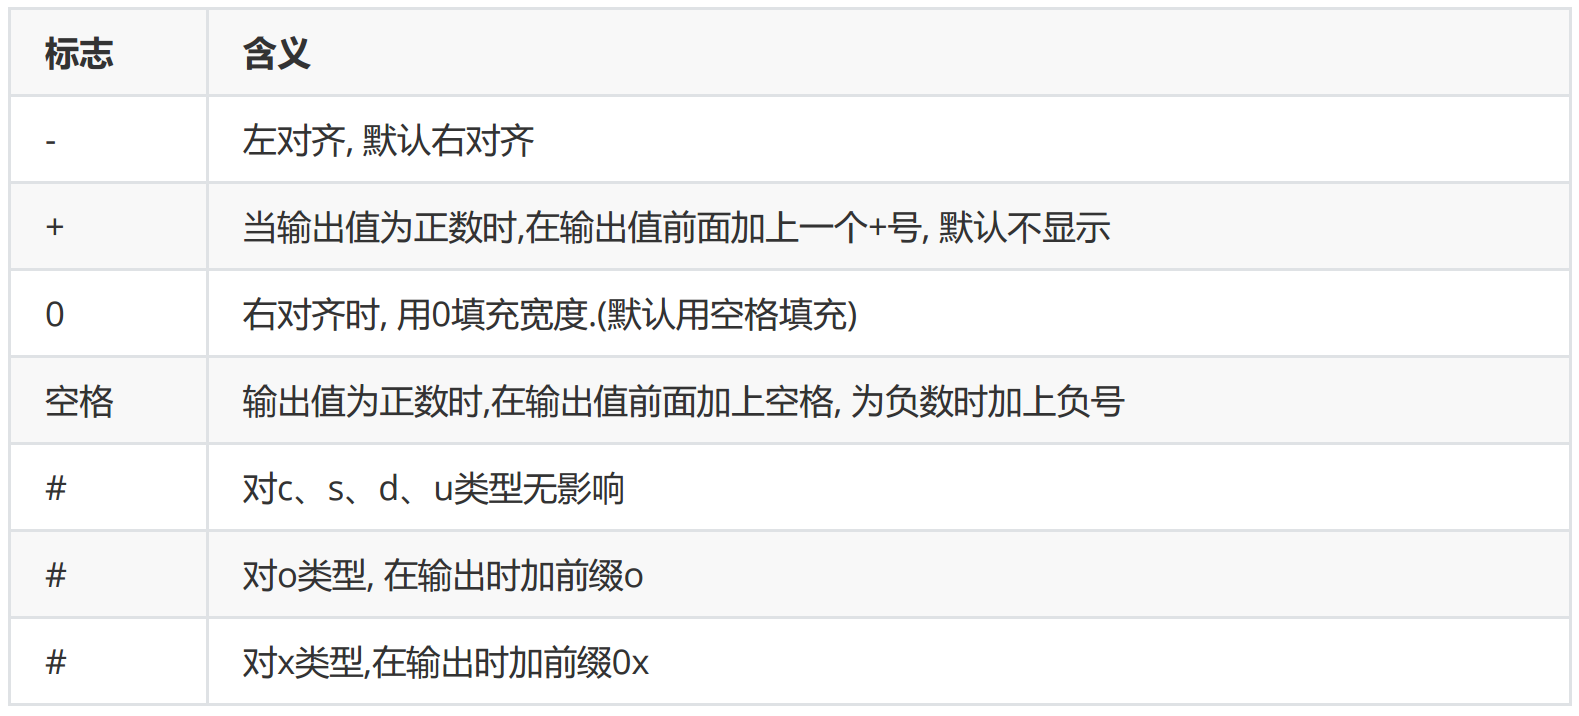 标志 含义
- 左对齐, 默认右对齐
+ 当输出值为正数时,在输出值前面加上一个+号, 默认不显示
0 右对齐时, 用0填充宽度.(默认用空格填充)
空格 输出值为正数时,在输出值前面加上空格, 为负数时加上负号
# 对c、s、d、u类型无影响
# 对o类型, 在输出时加前缀o
# 对x类型,在输出时加前缀0x